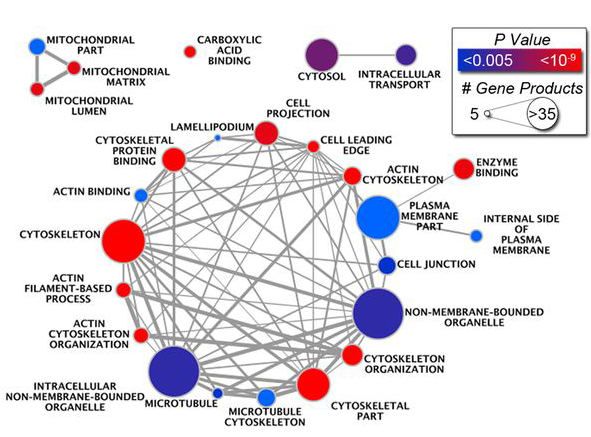 MITOCHONDRIAL
PART
MITOCHONDRIAL
MATRIX
MITOCHONDRIAL
LUMEN
CARBOXYLIC
ACID
BINDING
CYTOSOL
INTRACELLULAR
TRANSPORT
P Value
<0.005
<10-9
# Gene Products
5
>35
CELL
PROJECTION
LAMELLIPODIUM
CELL LEADING
EDGE
CYTOSKELETAL
PROTEIN
BINDING
ACTIN
CYTOSKELETON
ENZYME
BINDING
ACTIN BINDING
PLASMA
MEMBRANE
PART
INTERNAL SIDE
OF
PLASMA
MEMBRANE
CYTOSKELETON
CELL JUNCTION
ACTIN
FILAMENT-BASED
PROCESS
NON-MEMBRANE-BOUNDED
ORGANELLE
ACTIN
CYTOSKELETON
ORGANIZATION
CYTOSKELETON
ORGANIZATION
INTRACELLULAR
NON-MEMBRANE-BOUNDED
ORGANELLE
MICROTUBULE
MICROTUBULE
CYTOSKELETON
CYTOSKELETAL
PART